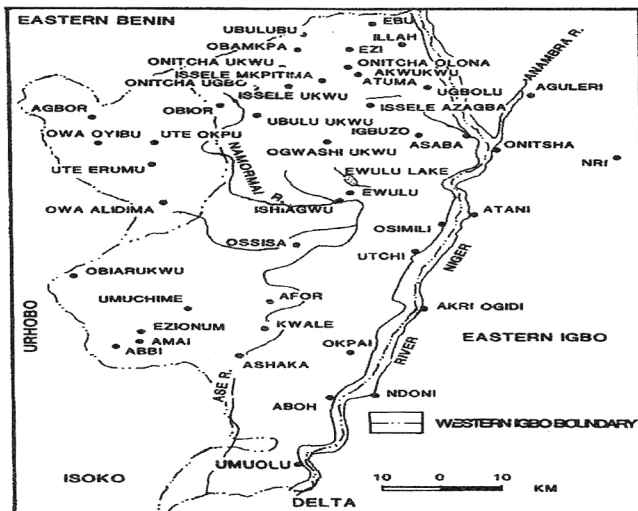 EASTERN BENIN
EBU
UBULUBU
ILLAH
OBAMKPA
EZI
ONITCHA UKWU
ONITCHA OLONA
ISSELE MKPITIMA
AKWUKWU
ANAMBRA R.
ONITCHA UGBO
ATUMA
UGBOLU
AGULERI
ISSELE UKWU
AGBOR
OBIOR
ISSELE AZAGBA
UBULU UKWU
OWA OYIBU
UTE OKPU
IGBUZO
ASABA
ONITSHA
OGWASHI UKWU
NRI
UTE ERUMU
NAMORMAI R.
EWULU LAKE
EWULU
OWA ALIDIMA
ISHIAGWU
ATANI
OSIMILI
OSSISA
UTCHI
NIGER
OBIARUKWU
UMUCHIME
AFOR
AKRI OGIDI
URHOBO
EZIONUM
KWALE
EASTERN IGBO
AMAI
ABBI
OKPAI
ASHAKA
RIVER
ASE R.
ABOH
NDONI
WESTERN IGBO BOUNDARY
UMUOLU
ISOKO
10 0 10
KM
DELTA